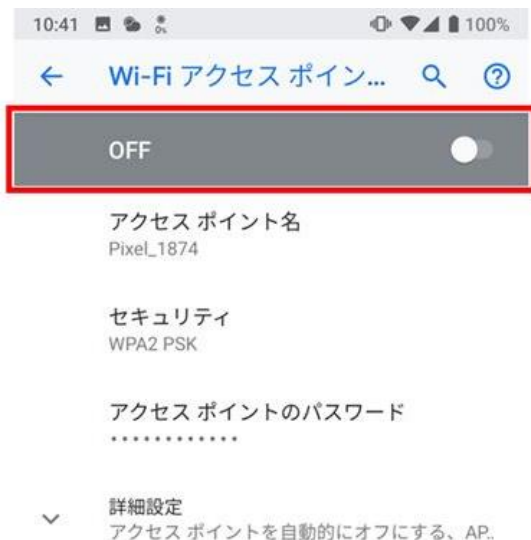 10:41 100%
Wi-Fi アクセス ポイン...
OFF
アクセス ポイント名
Pixel_1874
セキュリティ
WPA2 PSK
アクセス ポイントのパスワード
••••••••••••
詳細設定
アクセス ポイントを自動的にオフにする、AP..